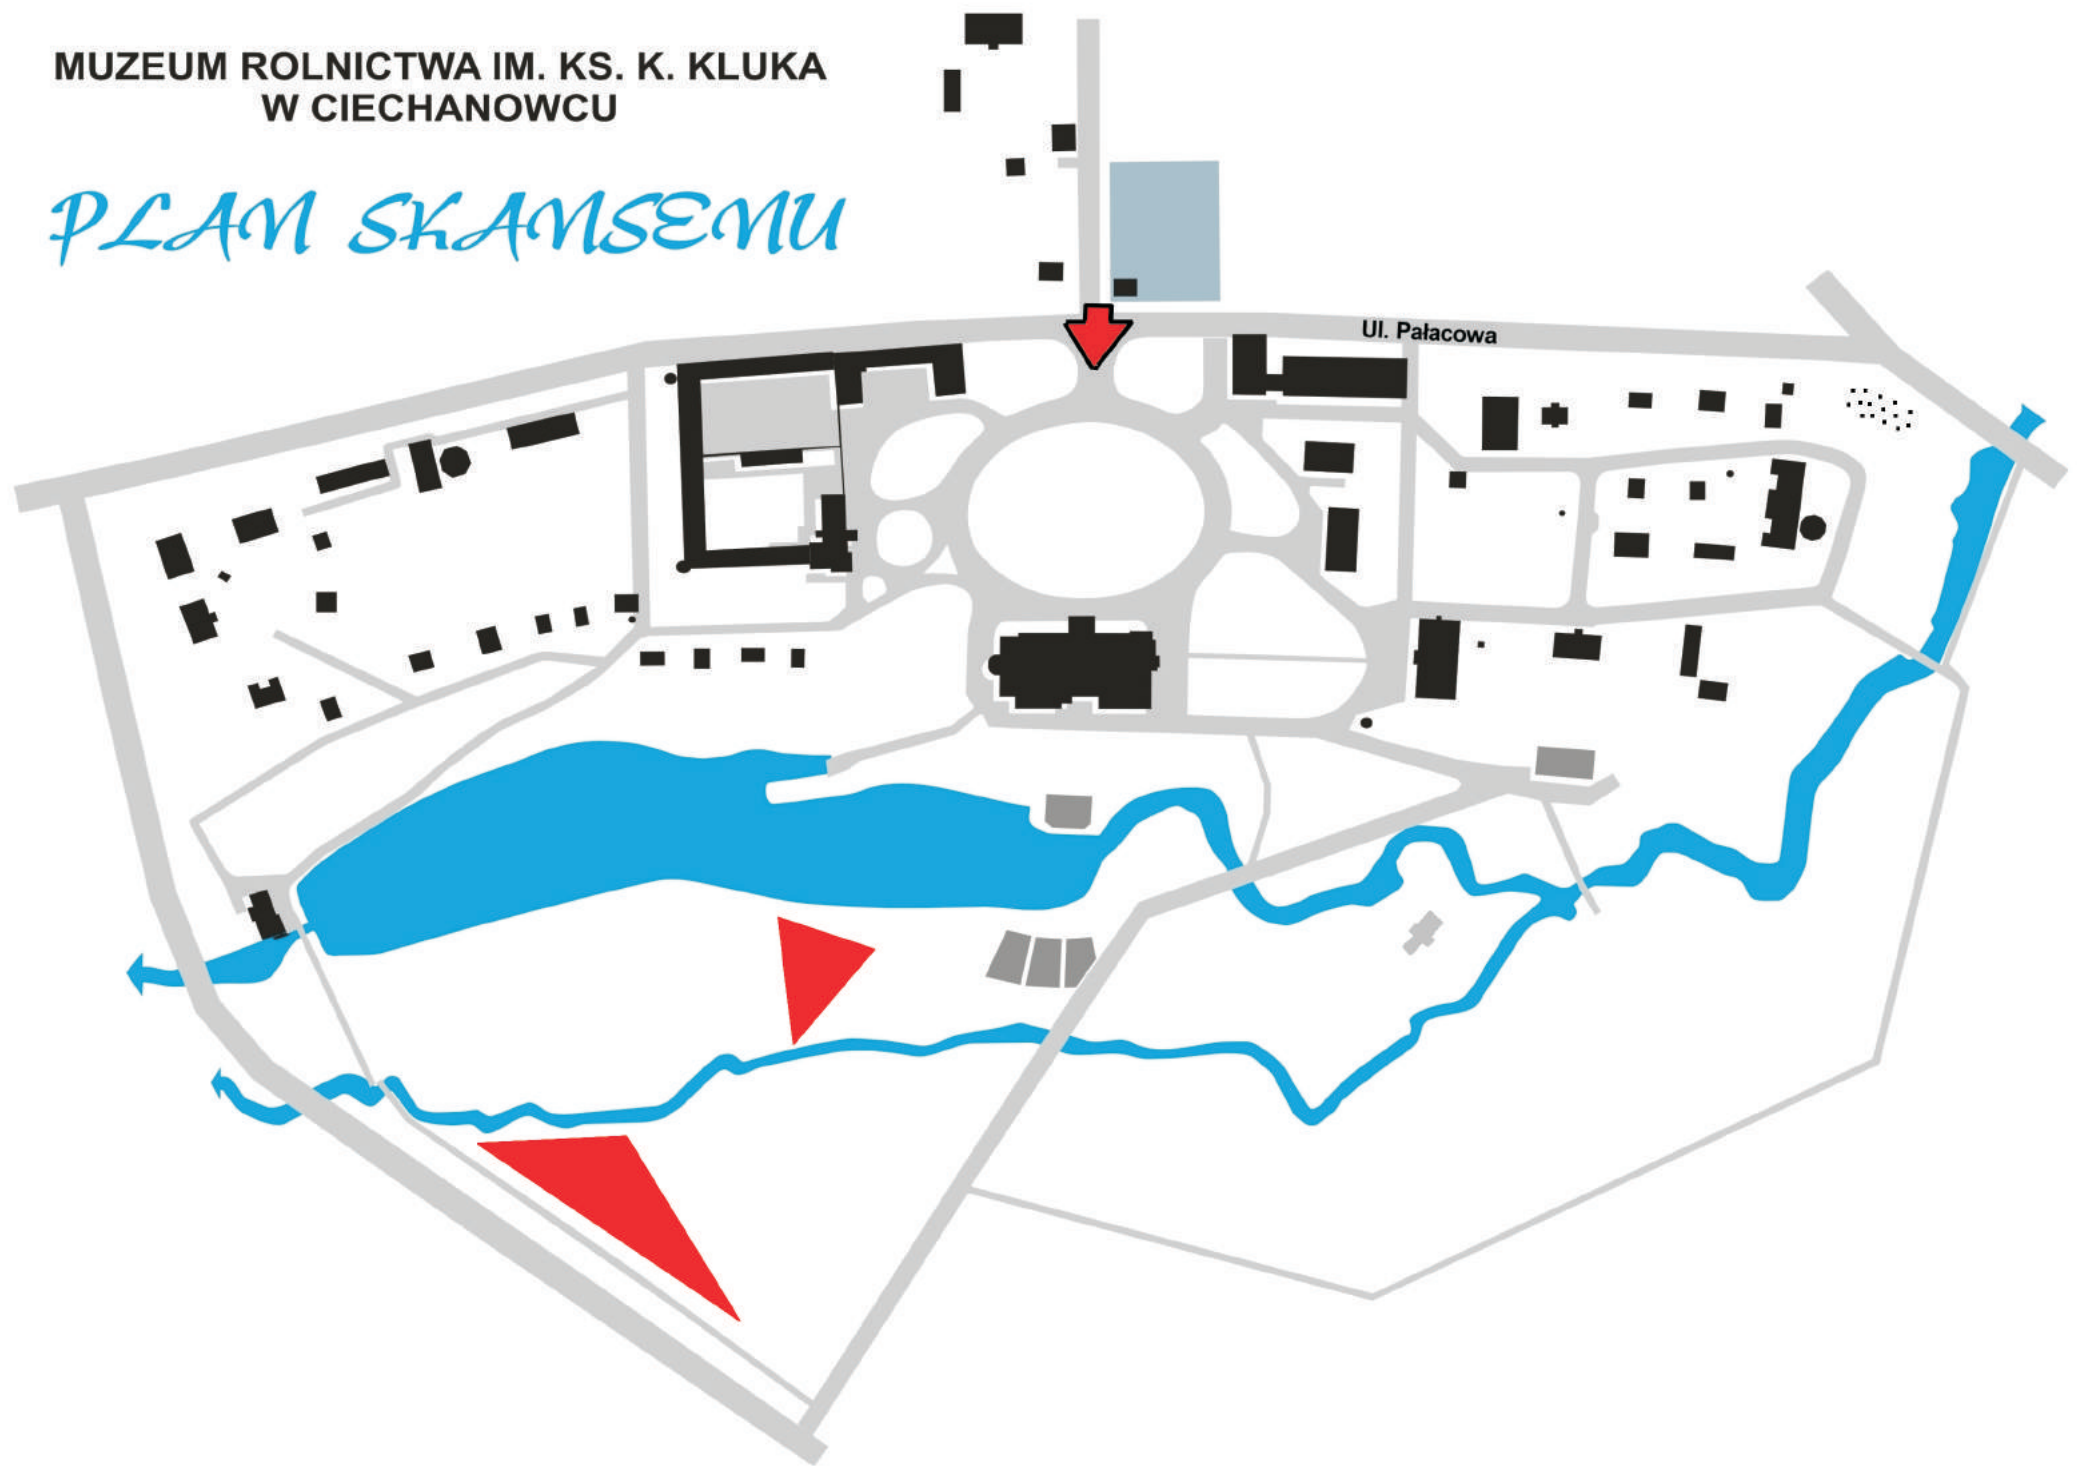 MUZEUM ROLNICTWA IM. KS. K. KLUKA
W CIECHANOWCU
PLAN SKANSENU
Ul. Pałacowa